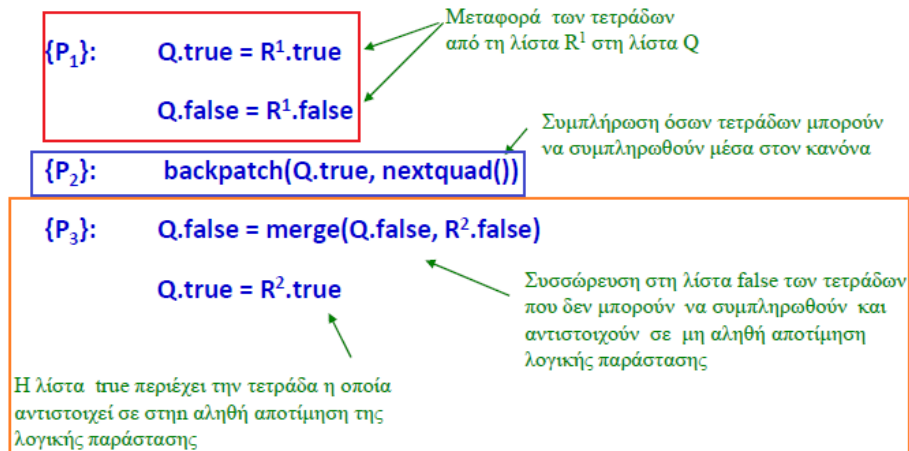 Μεταφορά των τετράδων
από τη λίστα R¹ στη λίστα Q
{P₁}: Q.true = R¹.true
Q.false = R¹.false
Συμπλήρωση όσων τετράδων μπορούν
να συμπληρωθούν μέσα στον κανόνα
{P₂}: backpatch(Q.true, nextquad())
{P₃}: Q.false = merge(Q.false, R².false)
Q.true = R².true
Συσσώρευση στη λίστα false των τετράδων
που δεν μπορούν να συμπληρωθούν και
αντιστοιχούν σε μη αληθή αποτίμηση
λογικής παράστασης
Η λίστα true περιέχει την τετράδα η οποία
αντιστοιχεί σε στηn αληθή αποτίμηση της
λογικής παράστασης